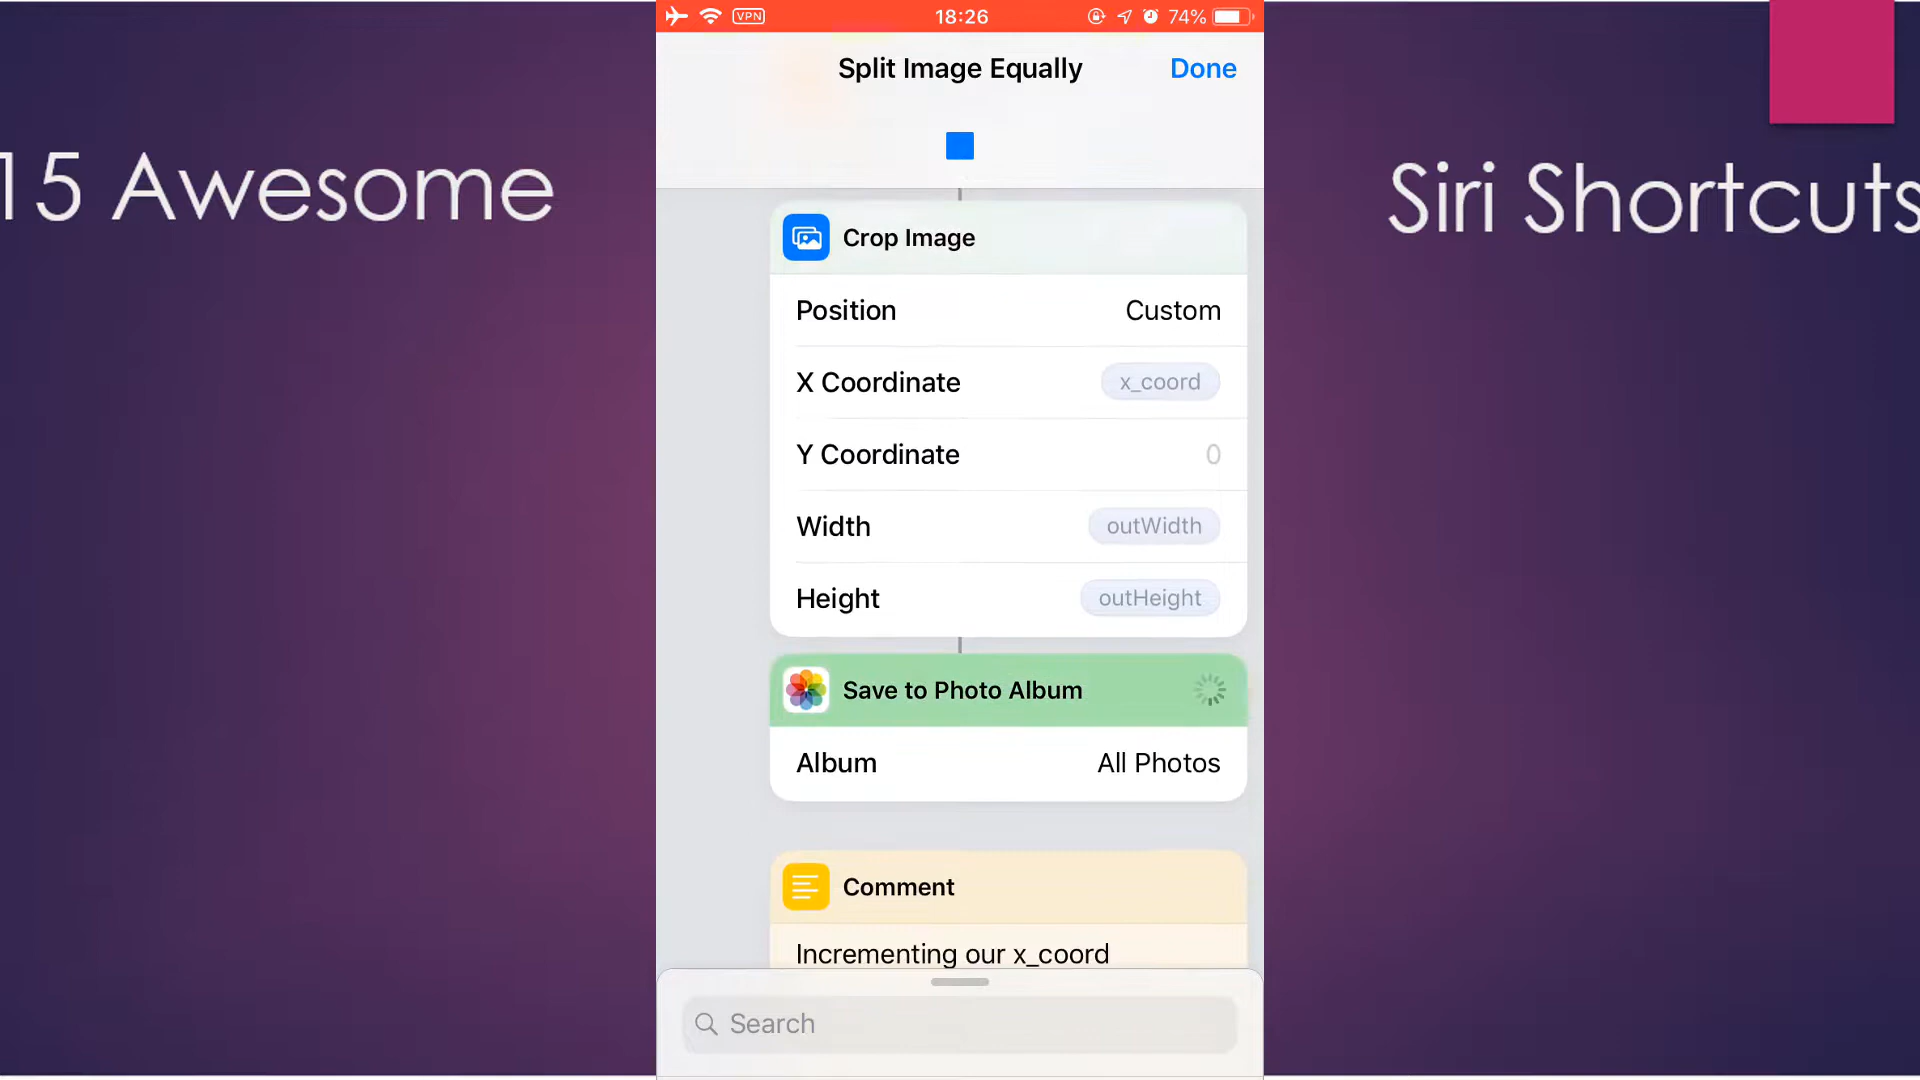 VPN 18:26 74%
Split Image Equally Done
15 Awesome
Siri Shortcuts
Crop Image
Position Custom
X Coordinate x_coord
Y Coordinate 0
Width outWidth
Height outHeight
Save to Photo Album
Album All Photos
Comment
Incrementing our x_coord
Search